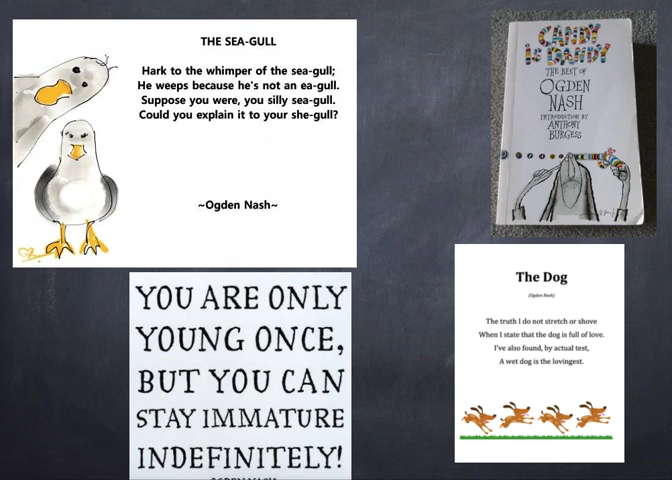 THE SEA-GULL
Hark to the whimper of the sea-gull;
He weeps because he's not an ea-gull.
Suppose you were, you silly sea-gull.
Could you explain it to your she-gull?
~Ogden Nash~
CANDY
is DANDY
THE BEST OF
OGDEN
NASH
INTRODUCTION BY
ANTHONY
BURGESS
YOU ARE ONLY
YOUNG ONCE,
BUT YOU CAN
STAY IMMATURE
INDEFINITELY!
OGDEN NASH
The Dog
(Ogden Nash)
The truth I do not stretch or shove
When I state that the dog is full of love.
I've also found, by actual test,
A wet dog is the lovingest.